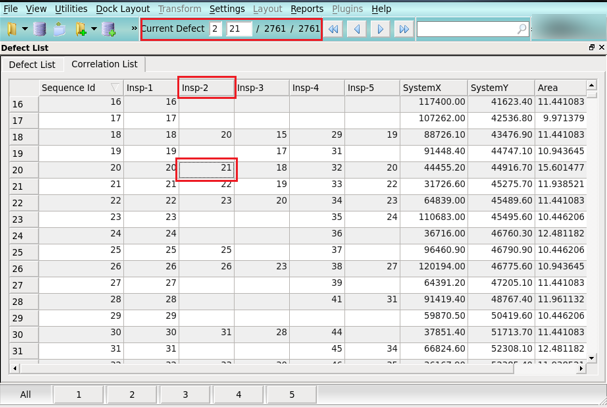 File View Utilities Dock Layout Transforms Settings Layout Reports Plugins Help
» Current Defect 2 21 / 2761 / 2761
Defect List
Defect List Correlation List
Sequence Id Insp-1 Insp-2 Insp-3 Insp-4 Insp-5 SystemX SystemY Area
16 16 16 117400.00 41623.40 11.441083
17 17 17 107262.00 42536.80 9.971379
18 18 18 20 15 29 19 88726.10 43476.90 11.441083
19 19 19 17 31 91448.40 44747.10 10.943645
20 20 20 21 18 32 20 44455.20 44916.70 15.601477
21 21 21 22 19 33 22 31726.60 45275.70 11.938521
22 22 22 23 20 34 23 64839.00 45489.60 11.441083
23 23 23 35 24 110683.00 45495.60 10.446206
24 24 24 36 36716.00 46760.30 12.481182
25 25 25 25 37 96460.90 46790.90 10.446206
26 26 26 26 23 38 27 120194.00 46775.60 10.943645
27 27 27 39 64391.20 47205.10 11.441083
28 28 28 41 31 91419.40 48767.40 11.961132
29 29 29 59870.50 50419.60 10.446206
30 30 30 31 28 44 37851.40 51713.70 11.441083
31 31 31 45 34 66824.60 52308.10 12.481182
All 1 2 3 4 5